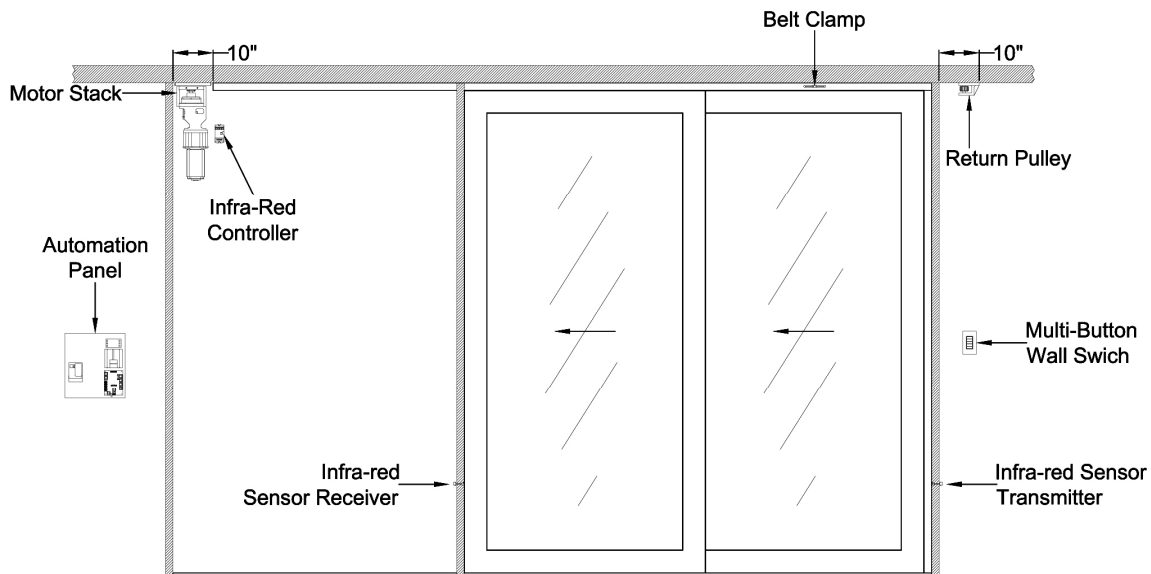 Belt Clamp
10"
10"
Motor Stack
Return Pulley
Infra-Red
Controller
Automation
Panel
Multi-Button
Wall Swich
Infra-red
Sensor Receiver
Infra-red Sensor
Transmitter